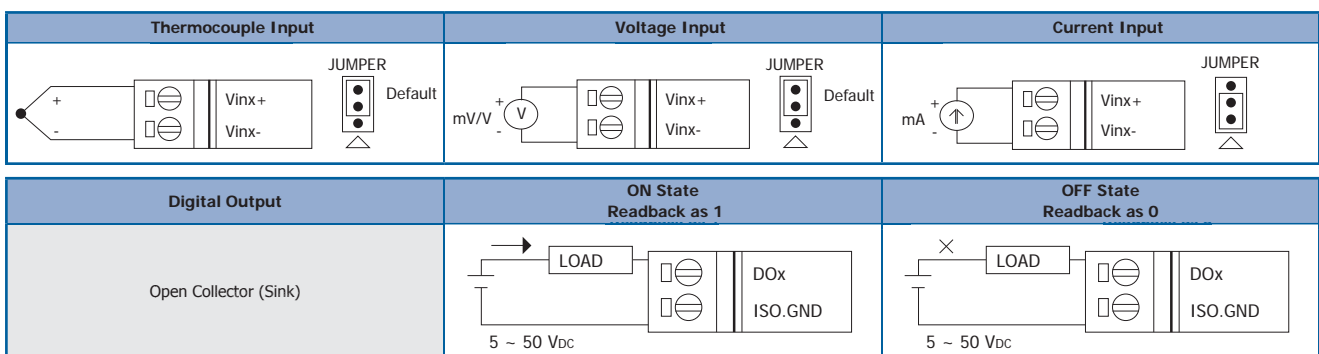 Thermocouple Input
Voltage Input
Current Input
JUMPER
+
-
Vinx+
Vinx-
Default
JUMPER
mV/V
+
-
V
Vinx+
Vinx-
Default
JUMPER
mA
+
-
Vinx+
Vinx-
Digital Output
ON State
Readback as 1
OFF State
Readback as 0
Open Collector (Sink)
LOAD
DOx
ISO.GND
5 ~ 50 VDC
LOAD
DOx
ISO.GND
5 ~ 50 VDC